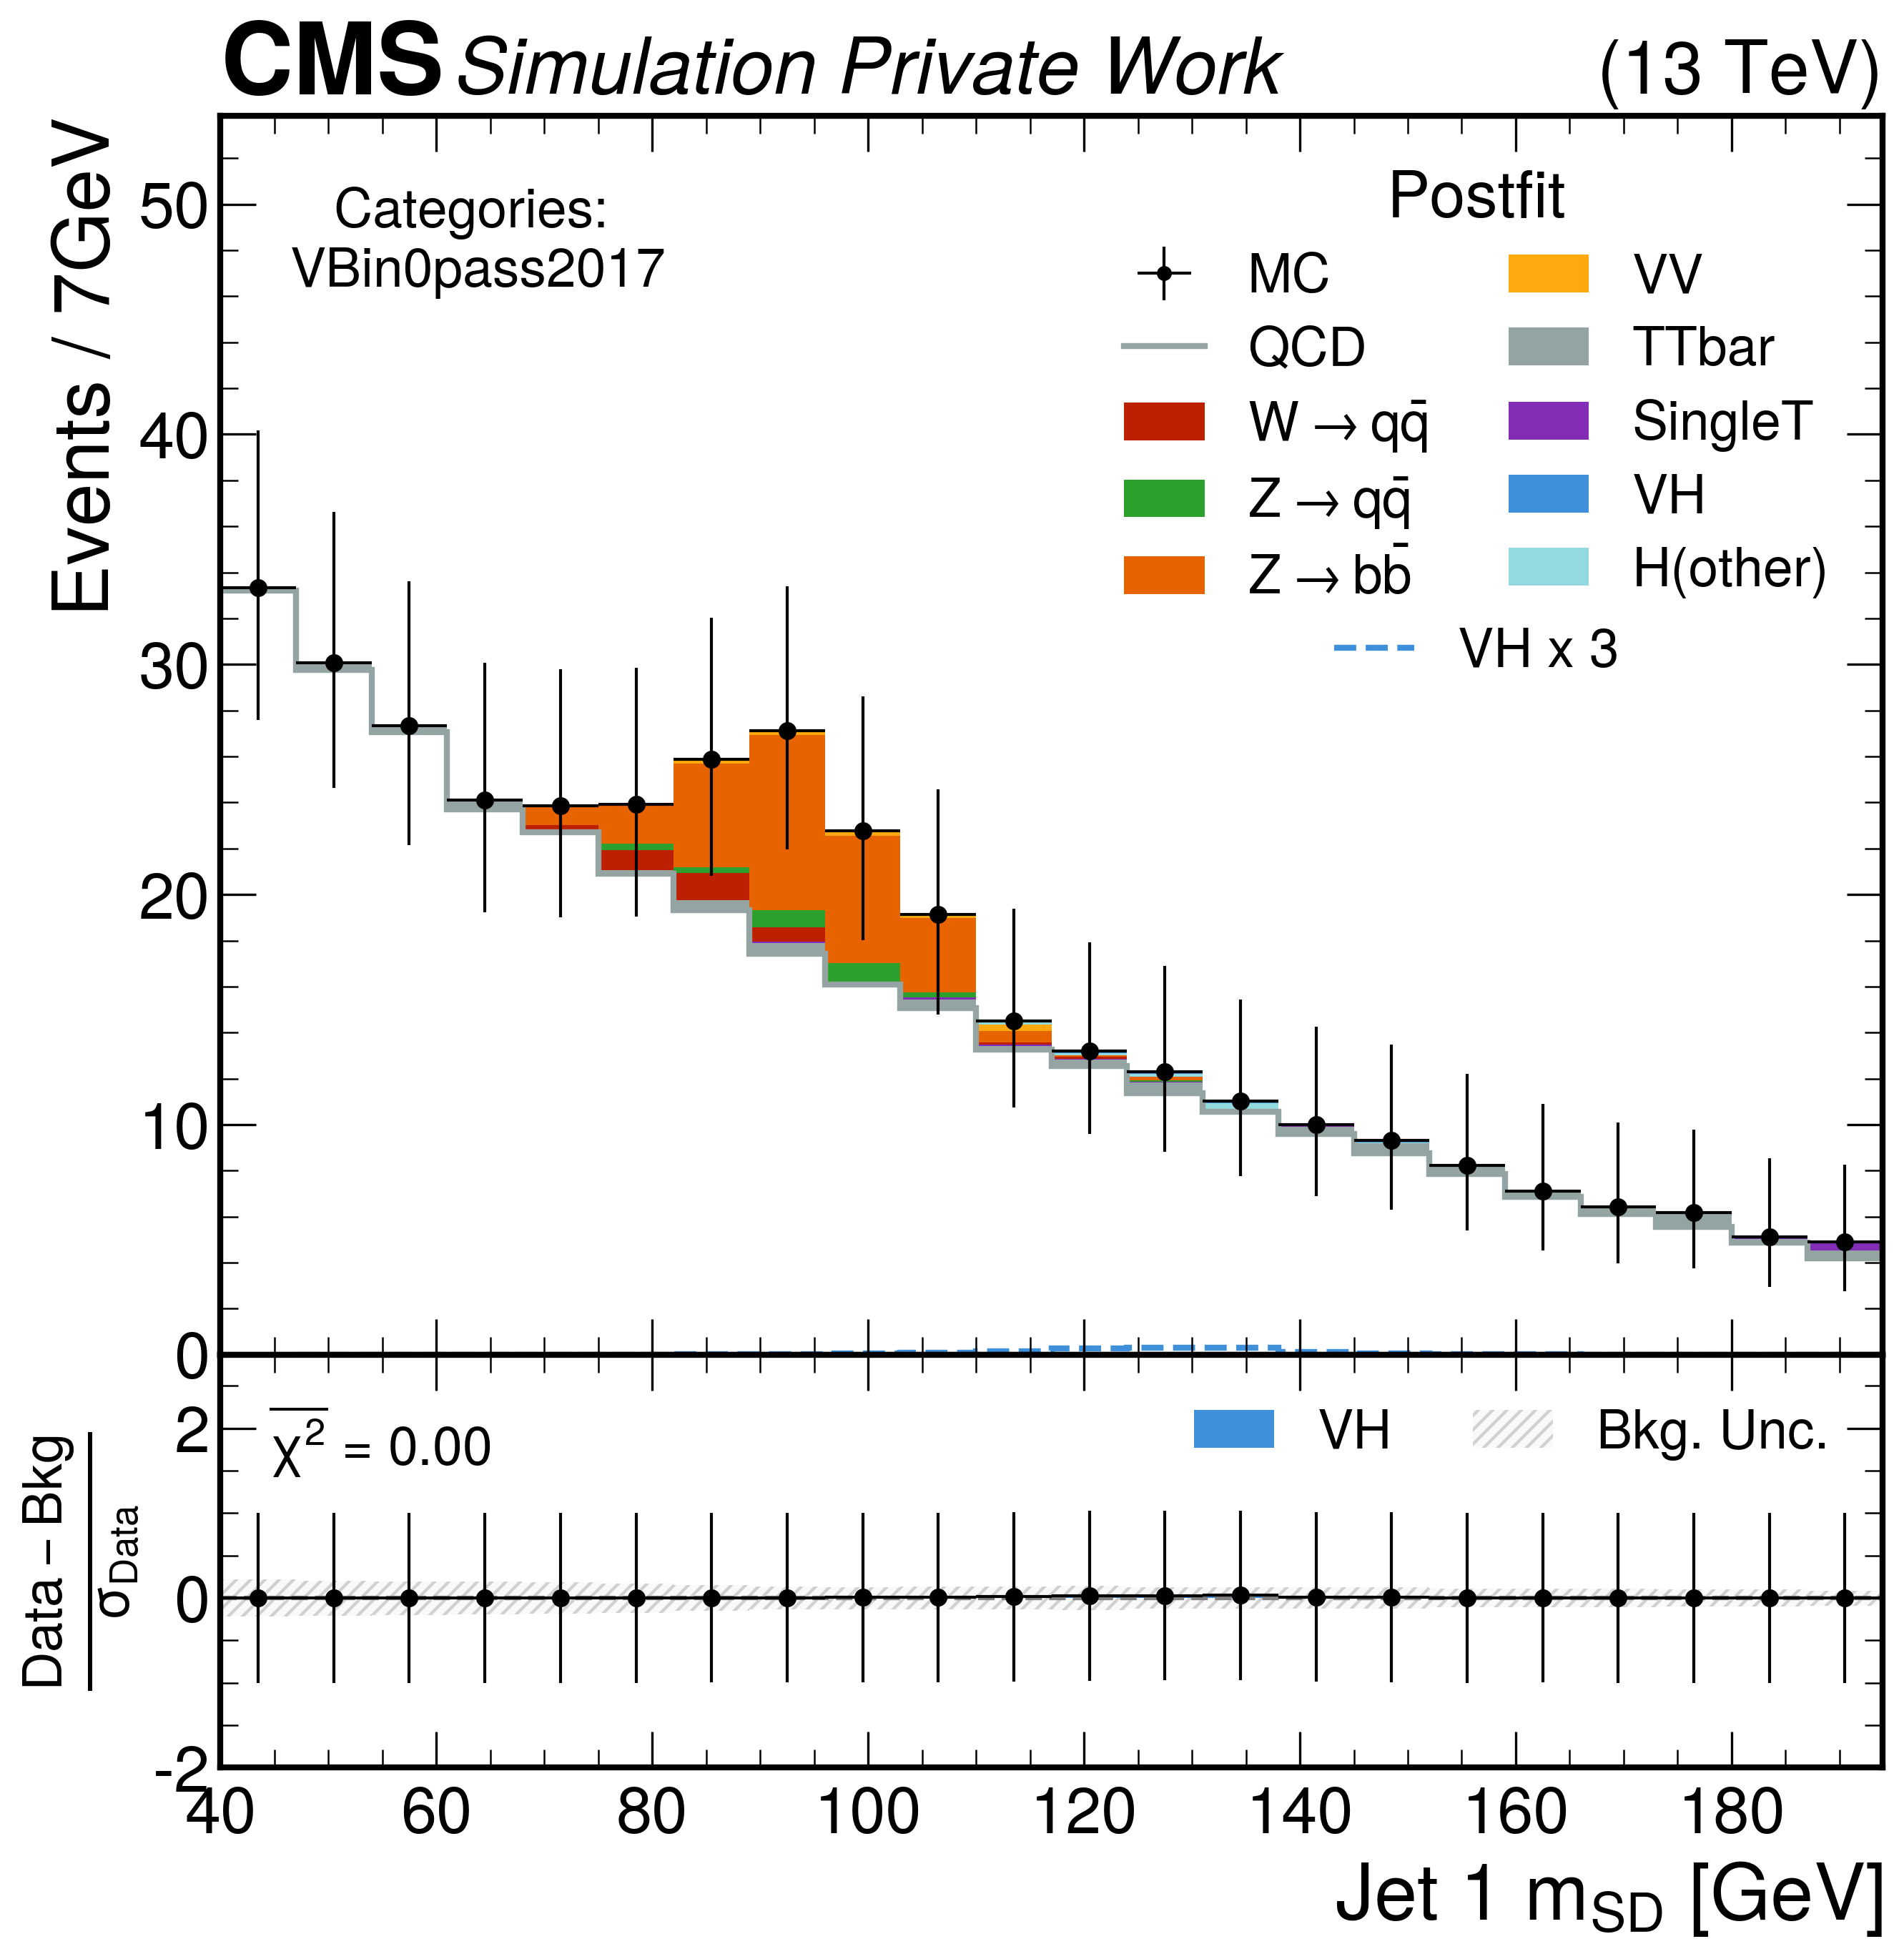 CMS Simulation Private Work (13 TeV)
Events / 7GeV
50
40
30
20
10
0
Categories:
VBin0pass2017
Postfit
MC
QCD
W → qq̄
Z → qq̄
Z → bb̄
VV
TTbar
SingleT
VH
H(other)
VH x 3
Data − Bkg
σData
2
0
-2
χ² = 0.00
VH
Bkg. Unc.
40 60 80 100 120 140 160 180
Jet 1 mSD [GeV]